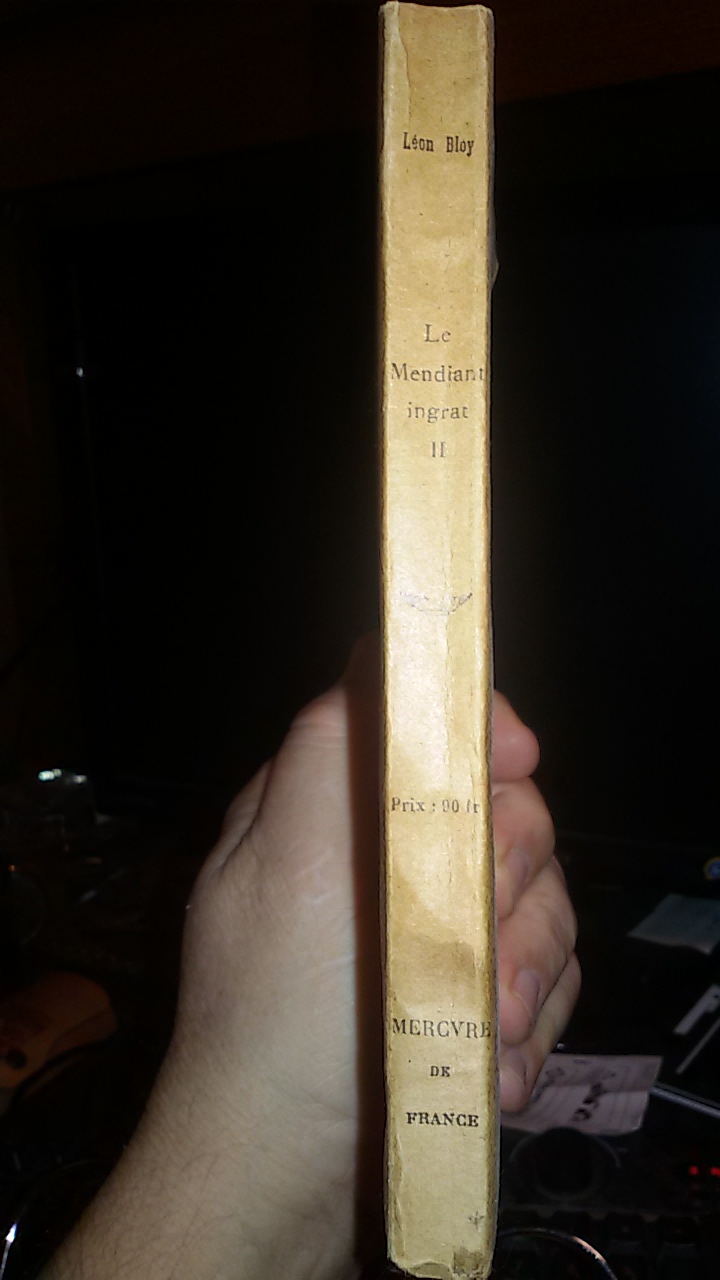 Léon Bloy
Le
Mendiant
ingrat
II
Prix : 90 fr
MERCVRE
DE
FRANCE